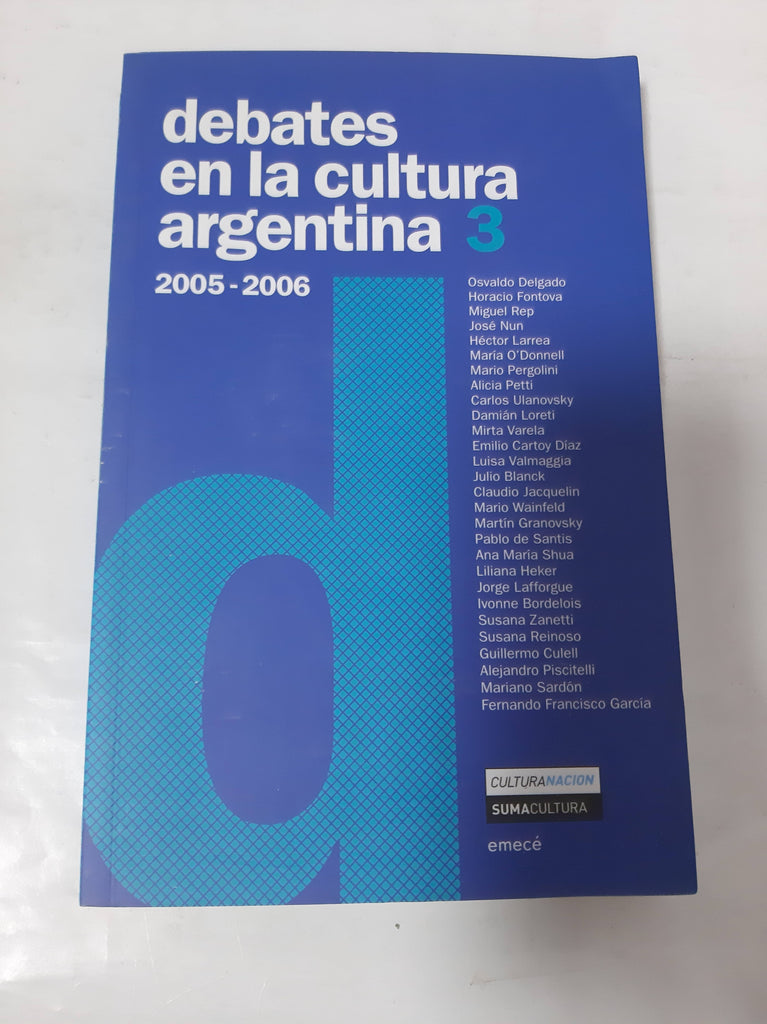 debates
en la cultura
argentina 3
2005 - 2006
Osvaldo Delgado
Horacio Fontova
Miguel Rep
José Nun
Héctor Larrea
María O'Donnell
Mario Pergolini
Alicia Petti
Carlos Ulanovsky
Damián Loreti
Mirta Varela
Emilio Cartoy Díaz
Luisa Valmaggia
Julio Blanck
Claudio Jacquelin
Mario Wainfeld
Martín Granovsky
Pablo de Santis
Ana María Shua
Liliana Heker
Jorge Lafforgue
Ivonne Bordelois
Susana Zanetti
Susana Reinoso
Guillermo Culell
Alejandro Piscitelli
Mariano Sardón
Fernando Francisco García
CULTURANACION
SUMACULTURA
emecé
d